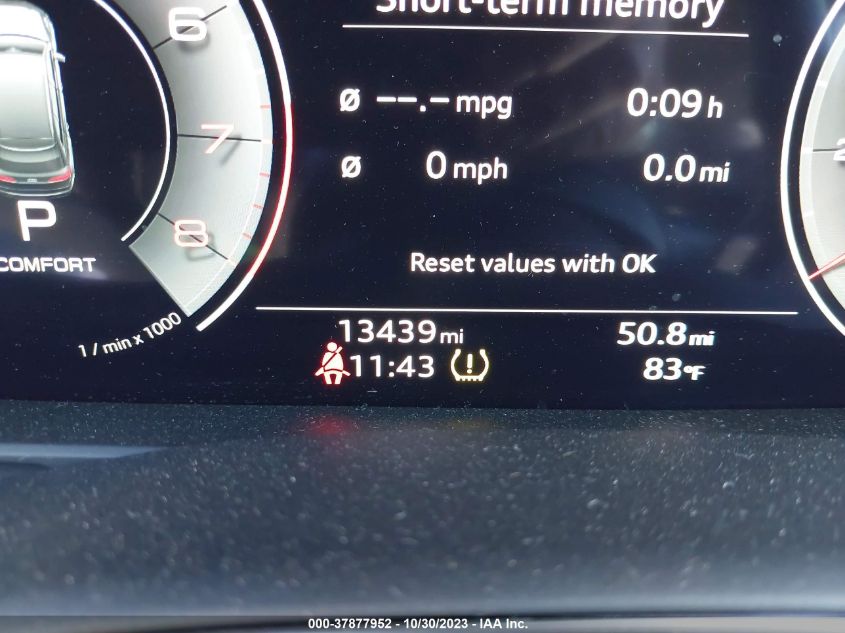 Short-term memory
6
Ø --.- mpg 0:09 h
7
2
Ø 0 mph 0.0 mi
P
8
COMFORT
Reset values with OK
1 / min x 1000
13439 mi 50.8 mi
11:43 83°F
000-37877952 - 10/30/2023 - IAA Inc.